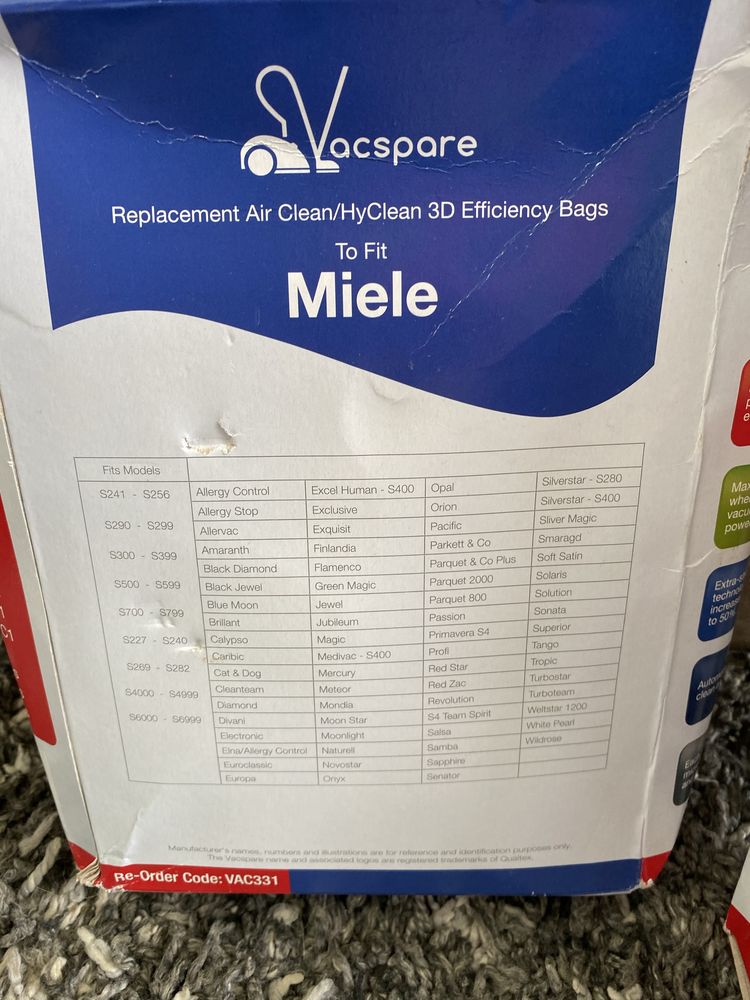 Vacspare
Replacement Air Clean/HyClean 3D Efficiency Bags
To Fit
Miele
Fits Models
S241 - S256
S290 - S299
S300 - S399
S500 - S599
S700 - S799
S227 - S240
S269 - S282
S4000 - S4999
S6000 - S6999
Allergy Control
Allergy Stop
Allervac
Amaranth
Black Diamond
Black Jewel
Blue Moon
Brillant
Calypso
Caribic
Cat & Dog
Cleanteam
Diamond
Divani
Electronic
Elna/Allergy Control
Euroclassic
Europa
Excel Human - S400
Exclusive
Exquisit
Finlandia
Flamenco
Green Magic
Jewel
Jubileum
Magic
Medivac - S400
Mercury
Meteor
Mondia
Moon Star
Moonlight
Naturell
Novostar
Onyx
Opal
Orion
Pacific
Parkett & Co
Parquet & Co Plus
Parquet 2000
Parquet 800
Passion
Primavera S4
Profi
Red Star
Red Zac
Revolution
S4 Team Spirit
Salsa
Samba
Sapphire
Senator
Silverstar - S280
Silverstar - S400
Sliver Magic
Smaragd
Soft Satin
Solaris
Solution
Sonata
Superior
Tango
Tropic
Turbostar
Turboteam
Weltstar 1200
White Pearl
Wildrose
Manufacturer's names, numbers and illustrations are for reference and identification purposes only.
The Vacspare name and associated logos are registered trademarks of Qualtex.
Re-Order Code: VAC331
C1